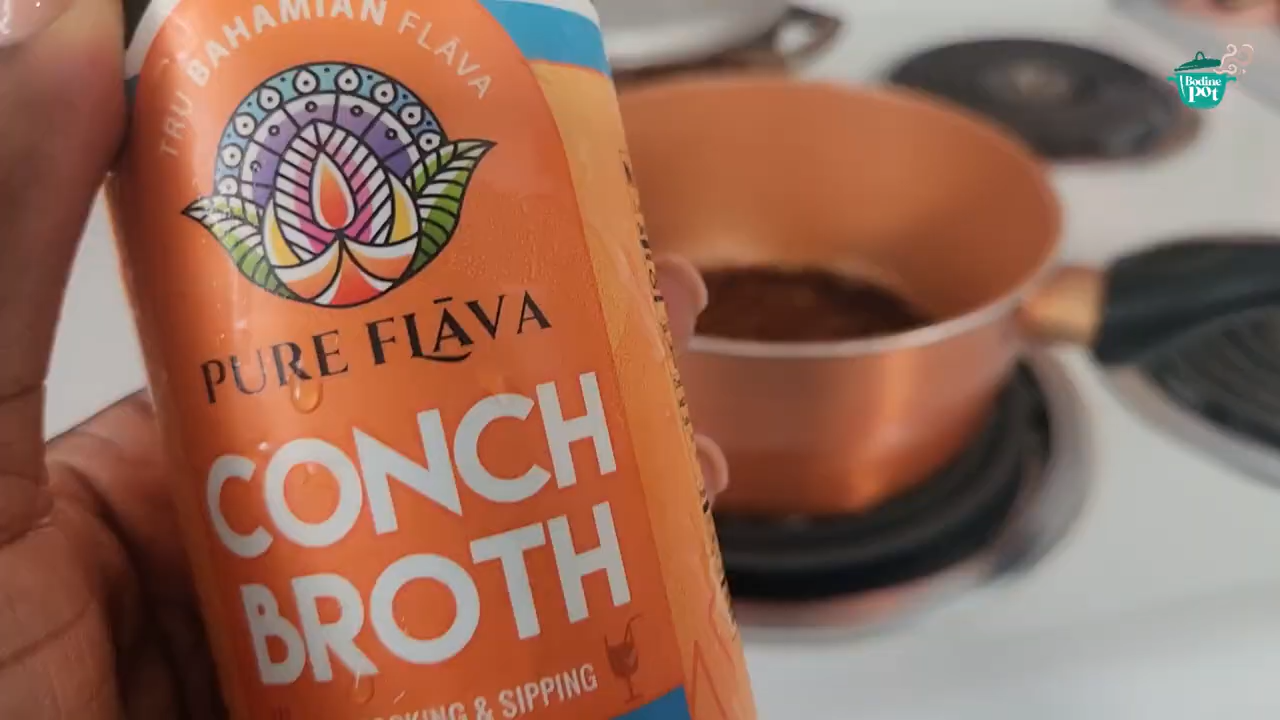 TRU BAHAMIAN FLĀVA
PURE FLĀVA
CONCH
BROTH
& SIPPING
Bodine
pot